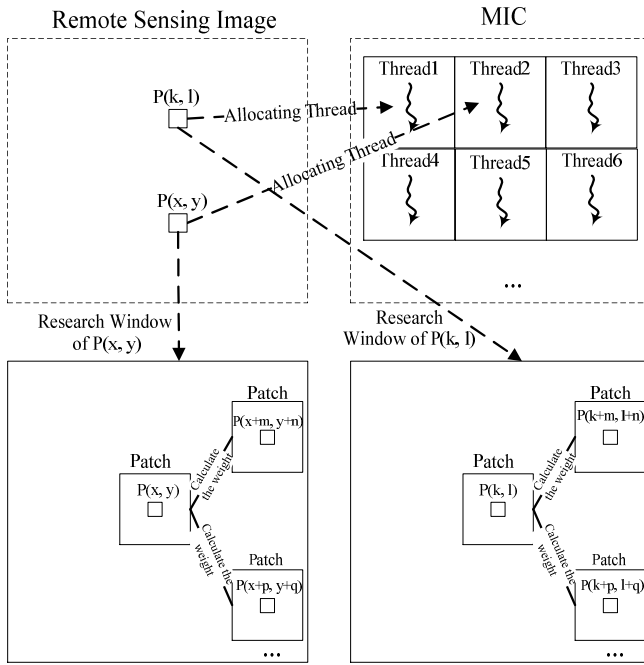 Remote Sensing Image
MIC
P(k, l)
Thread1
Thread2
Thread3
Allocating Thread
Allocating Thread
Thread4
Thread5
Thread6
P(x, y)
...
Research Window
of P(x, y)
Research
Window of P(k, l)
Patch
P(x+m, y+n)
Patch
P(x, y)
Calculate
the weight
Calculate the
weight
Patch
P(x+p, y+q)
...
Patch
P(k+m, l+n)
Patch
P(k, l)
Calculate
the weight
Calculate the
weight
Patch
P(k+p, l+q)
...